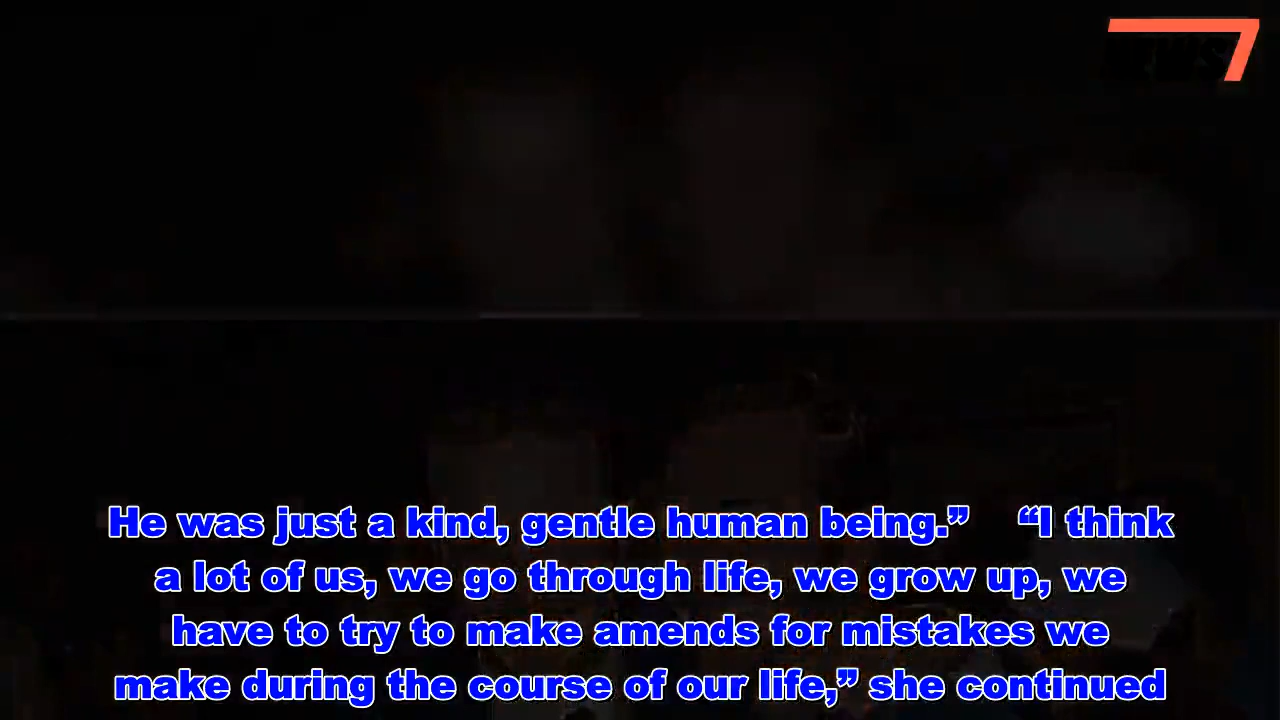 He was just a kind, gentle human being.” “I think
a lot of us, we go through life, we grow up, we
have to try to make amends for mistakes we
make during the course of our life,” she continued